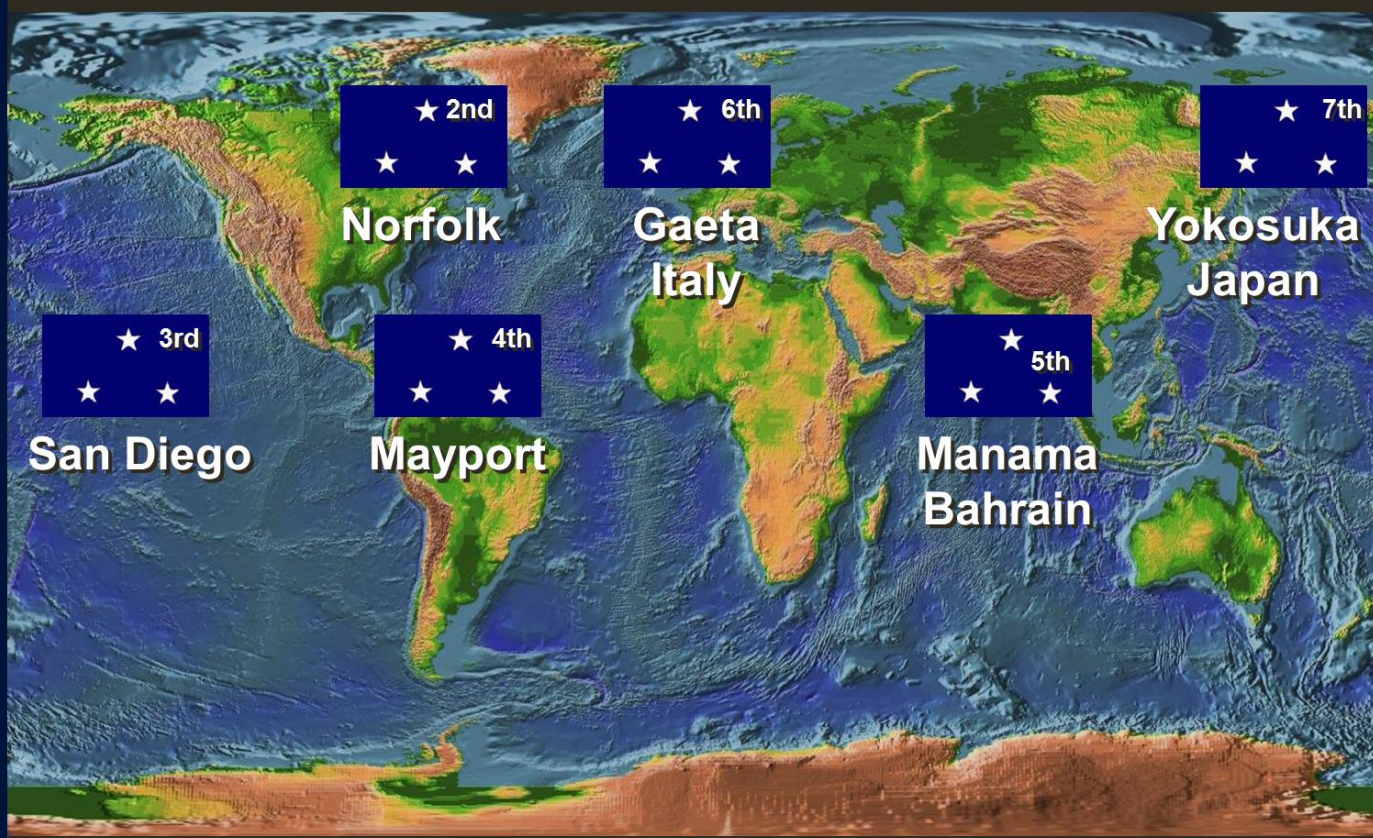 2nd
Norfolk
6th
Gaeta
Italy
7th
Yokosuka
Japan
3rd
San Diego
4th
Mayport
5th
Manama
Bahrain